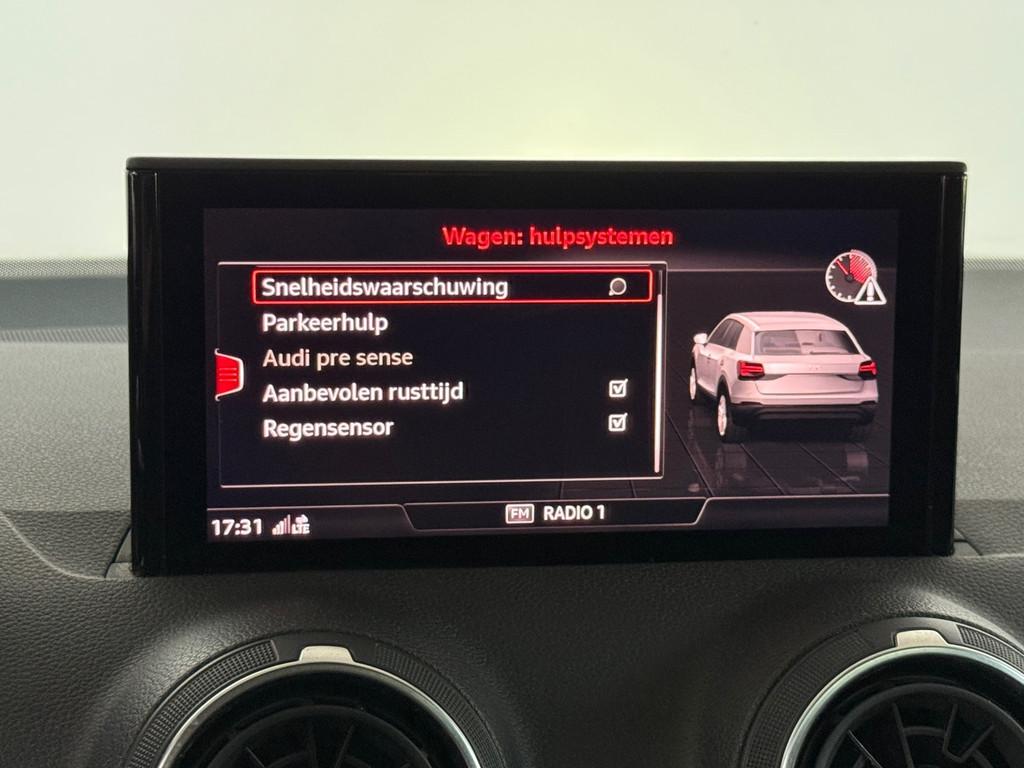 Wagen: hulpsystemen
Snelheidswaarschuwing
Parkeerhulp
Audi pre sense
Aanbevolen rusttijd
Regensensor
17:31 LTE
FM RADIO 1